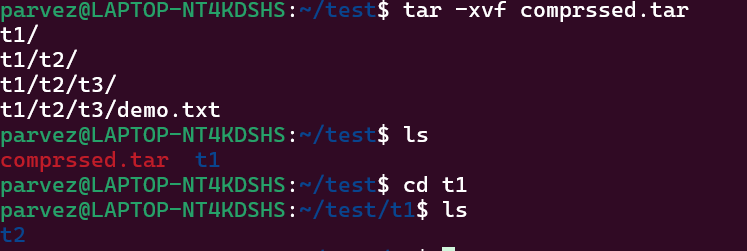 parvez@LAPTOP-NT4KDSHS:~/test$ tar -xvf comprssed.tar
t1/
t1/t2/
t1/t2/t3/
t1/t2/t3/demo.txt
parvez@LAPTOP-NT4KDSHS:~/test$ ls
comprssed.tar  t1
parvez@LAPTOP-NT4KDSHS:~/test$ cd t1
parvez@LAPTOP-NT4KDSHS:~/test/t1$ ls
t2